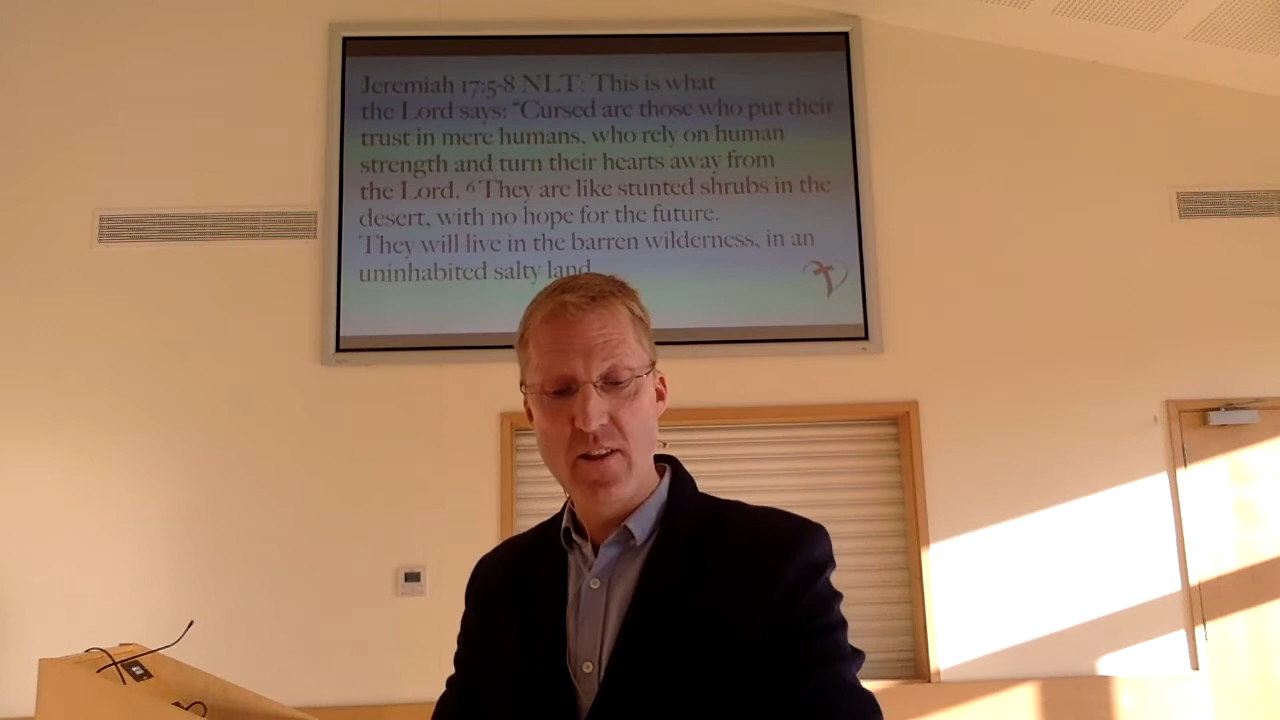 Jeremiah 17:5-8 NLT: This is what
the Lord says: “Cursed are those who put their
trust in mere humans, who rely on human
strength and turn their hearts away from
the Lord. ⁶ They are like stunted shrubs in the
desert, with no hope for the future.
They will live in the barren wilderness, in an
uninhabited salty land